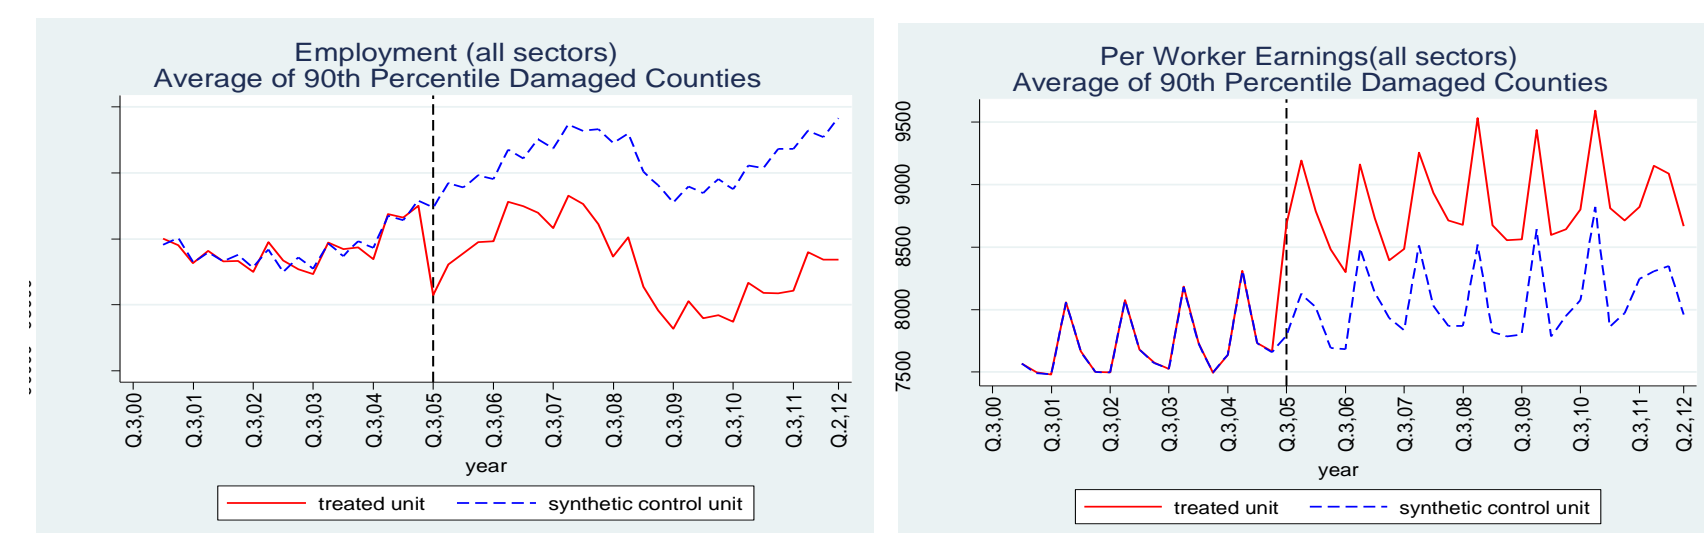 Employment (all sectors)
Average of 90th Percentile Damaged Counties
Q.3,00
Q.3,01
Q.3,02
Q.3,03
Q.3,04
Q.3,05
Q.3,06
Q.3,07
Q.3,08
Q.3,09
Q.3,10
Q.3,11
Q.2,12
year
treated unit
synthetic control unit
Per Worker Earnings(all sectors)
Average of 90th Percentile Damaged Counties
9500
9000
8500
8000
7500
Q.3,00
Q.3,01
Q.3,02
Q.3,03
Q.3,04
Q.3,05
Q.3,06
Q.3,07
Q.3,08
Q.3,09
Q.3,10
Q.3,11
Q.2,12
year
treated unit
synthetic control unit